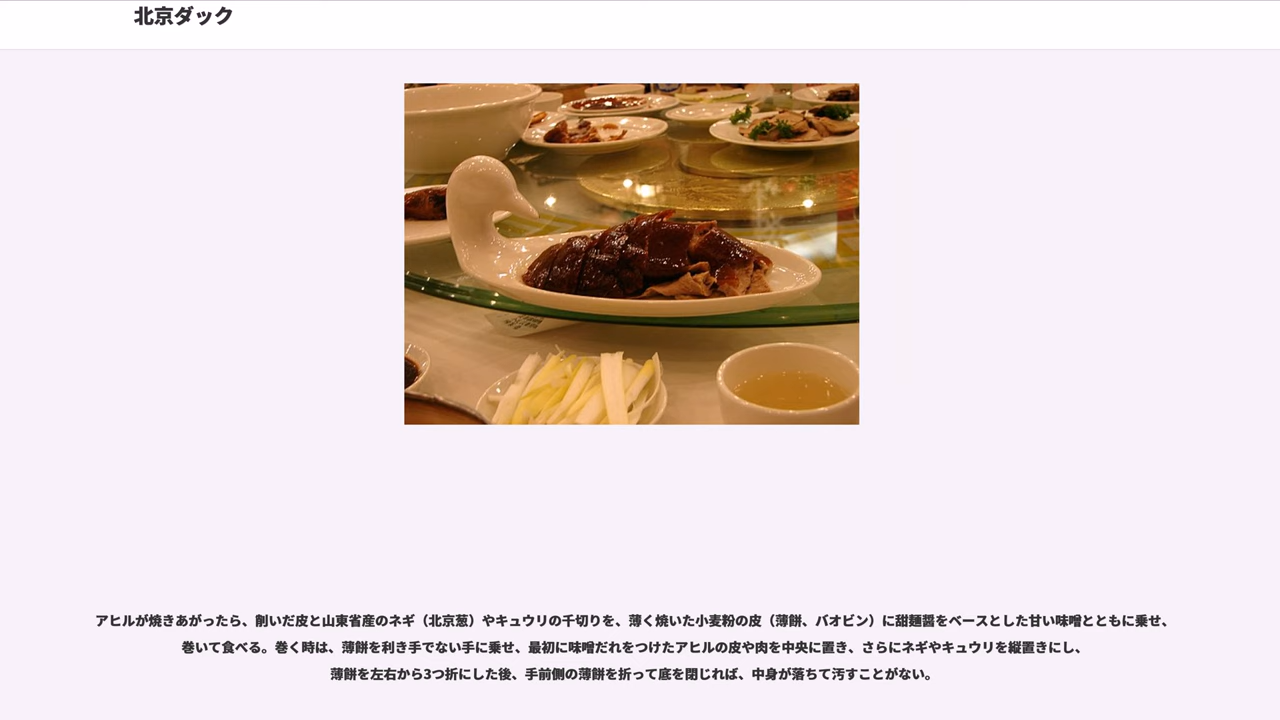 北京ダック
アヒルが焼きあがったら、削いだ皮と山東省産のネギ（北京葱）やキュウリの千切りを、薄く焼いた小麦粉の皮（薄餅、バオビン）に甜麺醤をベースとした甘い味噌とともに乗せ、
巻いて食べる。巻く時は、薄餅を利き手でない手に乗せ、最初に味噌だれをつけたアヒルの皮や肉を中央に置き、さらにネギやキュウリを縦置きにし、
薄餅を左右から3つ折にした後、手前側の薄餅を折って底を閉じれば、中身が落ちて汚すことがない。